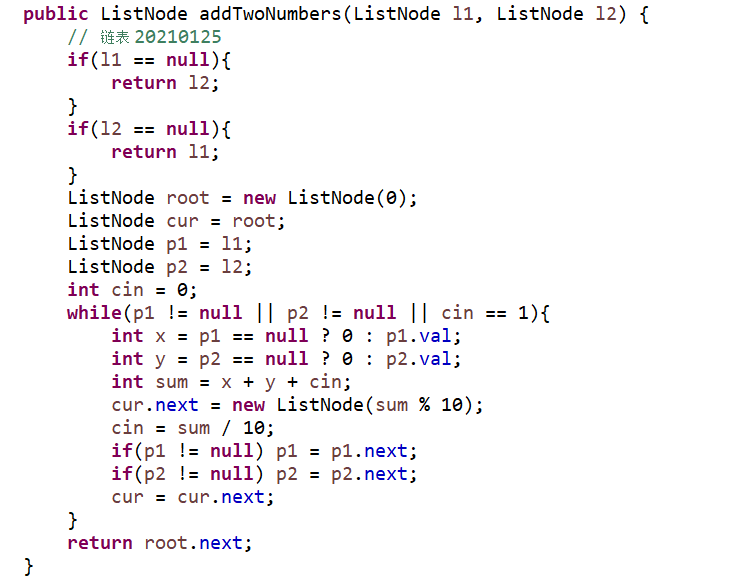 public ListNode addTwoNumbers(ListNode l1, ListNode l2) {
    // 链表 20210125
    if(l1 == null){
        return l2;
    }
    if(l2 == null){
        return l1;
    }
    ListNode root = new ListNode(0);
    ListNode cur = root;
    ListNode p1 = l1;
    ListNode p2 = l2;
    int cin = 0;
    while(p1 != null || p2 != null || cin == 1){
        int x = p1 == null ? 0 : p1.val;
        int y = p2 == null ? 0 : p2.val;
        int sum = x + y + cin;
        cur.next = new ListNode(sum % 10);
        cin = sum / 10;
        if(p1 != null) p1 = p1.next;
        if(p2 != null) p2 = p2.next;
        cur = cur.next;
    }
    return root.next;
}